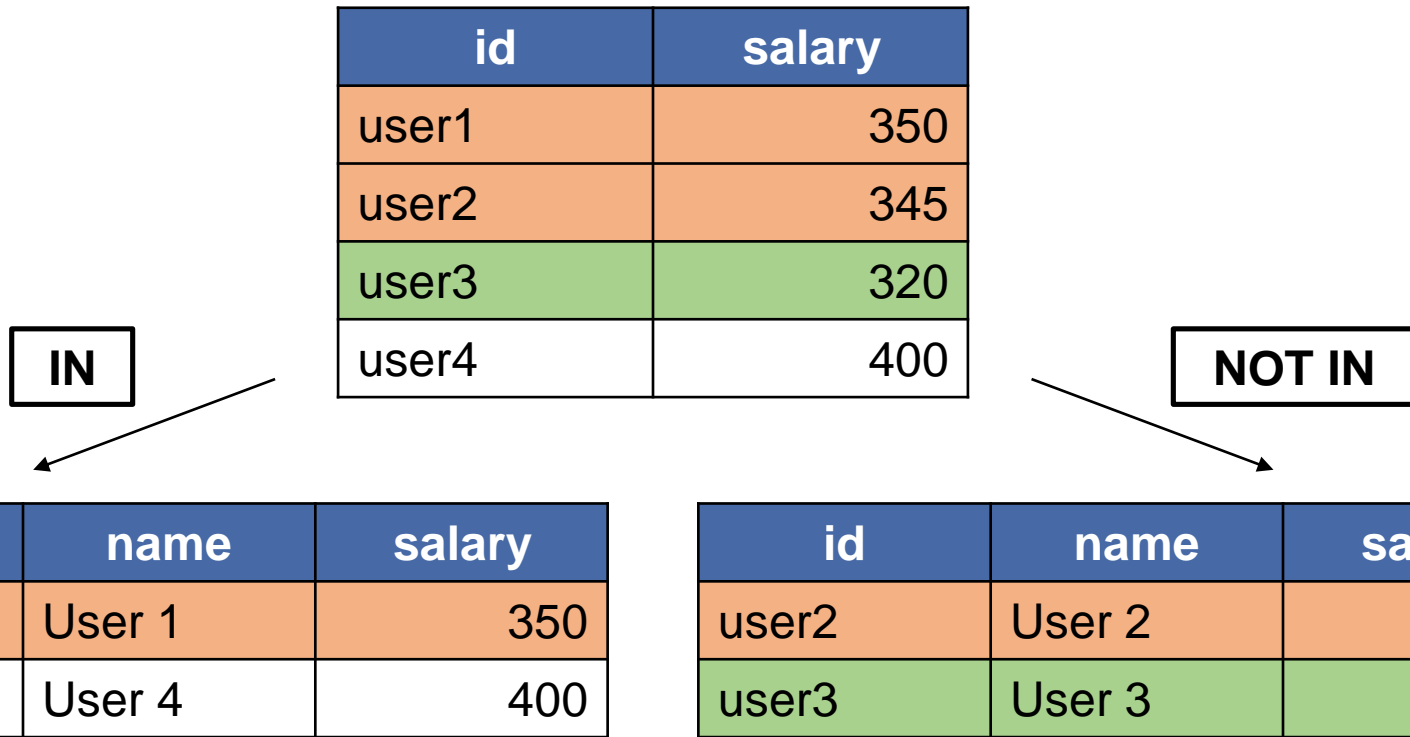 id salary
user1 350
user2 345
user3 320
user4 400
IN
NOT IN
name salary
User 1 350
User 4 400
id name
user2 User 2
user3 User 3